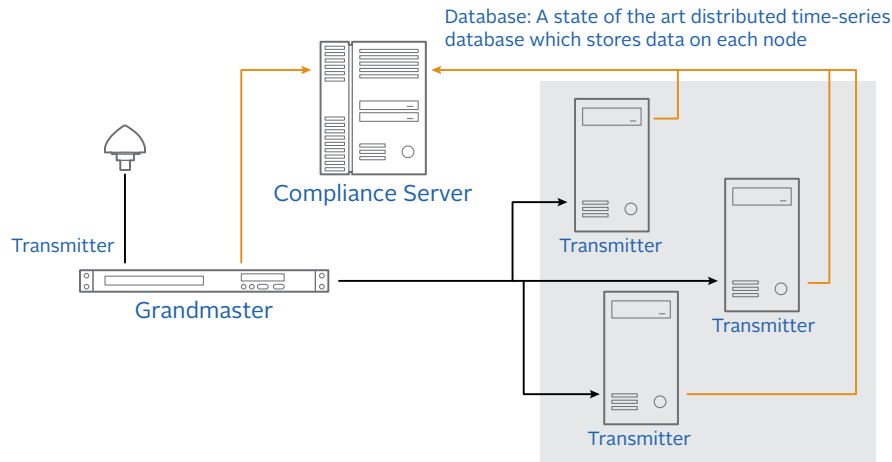 Database: A state of the art distributed time-series
database which stores data on each node
Compliance Server
Transmitter
Transmitter
Grandmaster
Transmitter
Transmitter